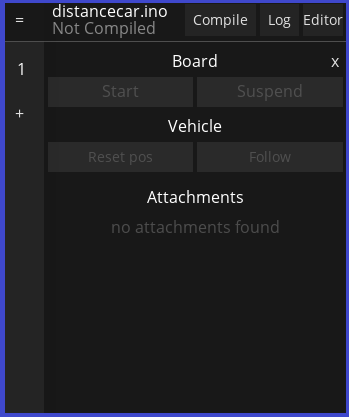 = distancecar.ino Compile Log Editor
Not Compiled
1 Board x
Start Suspend
+ Vehicle
Reset pos Follow
Attachments
no attachments found